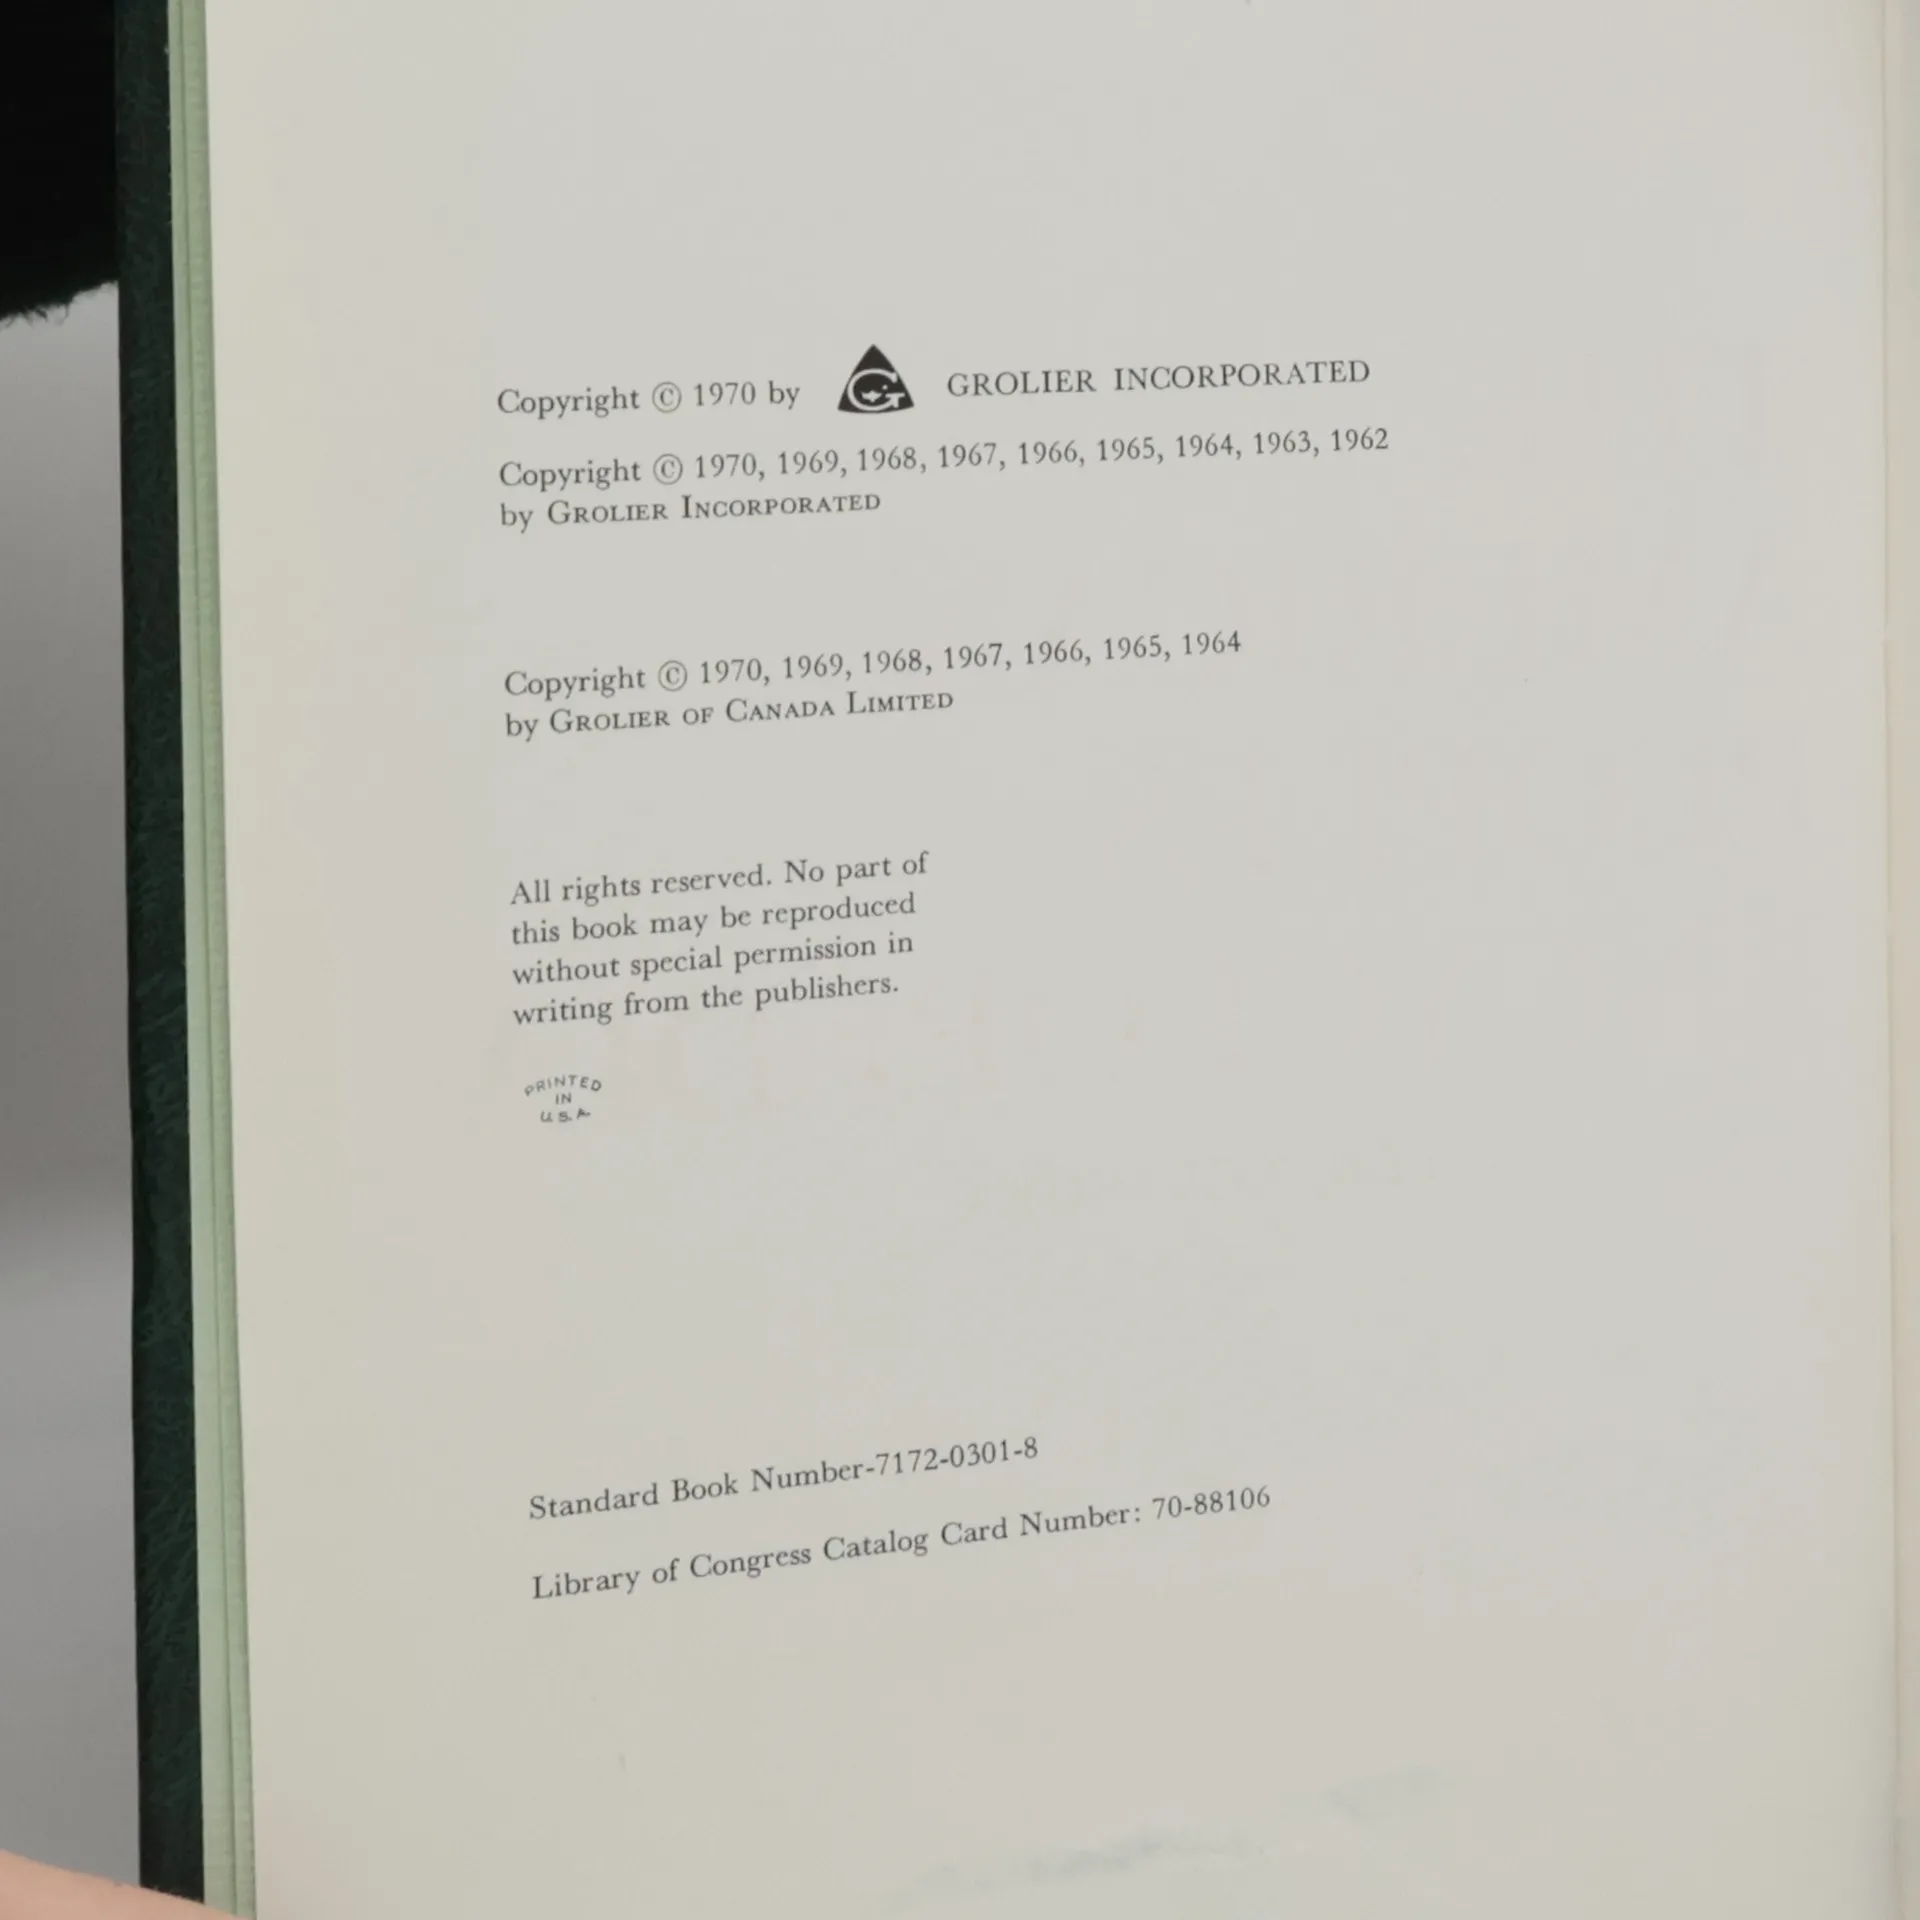 Copyright © 1970 by G GROLIER INCORPORATED
Copyright © 1970, 1969, 1968, 1967, 1966, 1965, 1964, 1963, 1962
by GROLIER INCORPORATED
Copyright © 1970, 1969, 1968, 1967, 1966, 1965, 1964
by GROLIER OF CANADA LIMITED
All rights reserved. No part of
this book may be reproduced
without special permission in
writing from the publishers.
PRINTED
IN
U.S.A.
Standard Book Number-7172-0301-8
Library of Congress Catalog Card Number: 70-88106